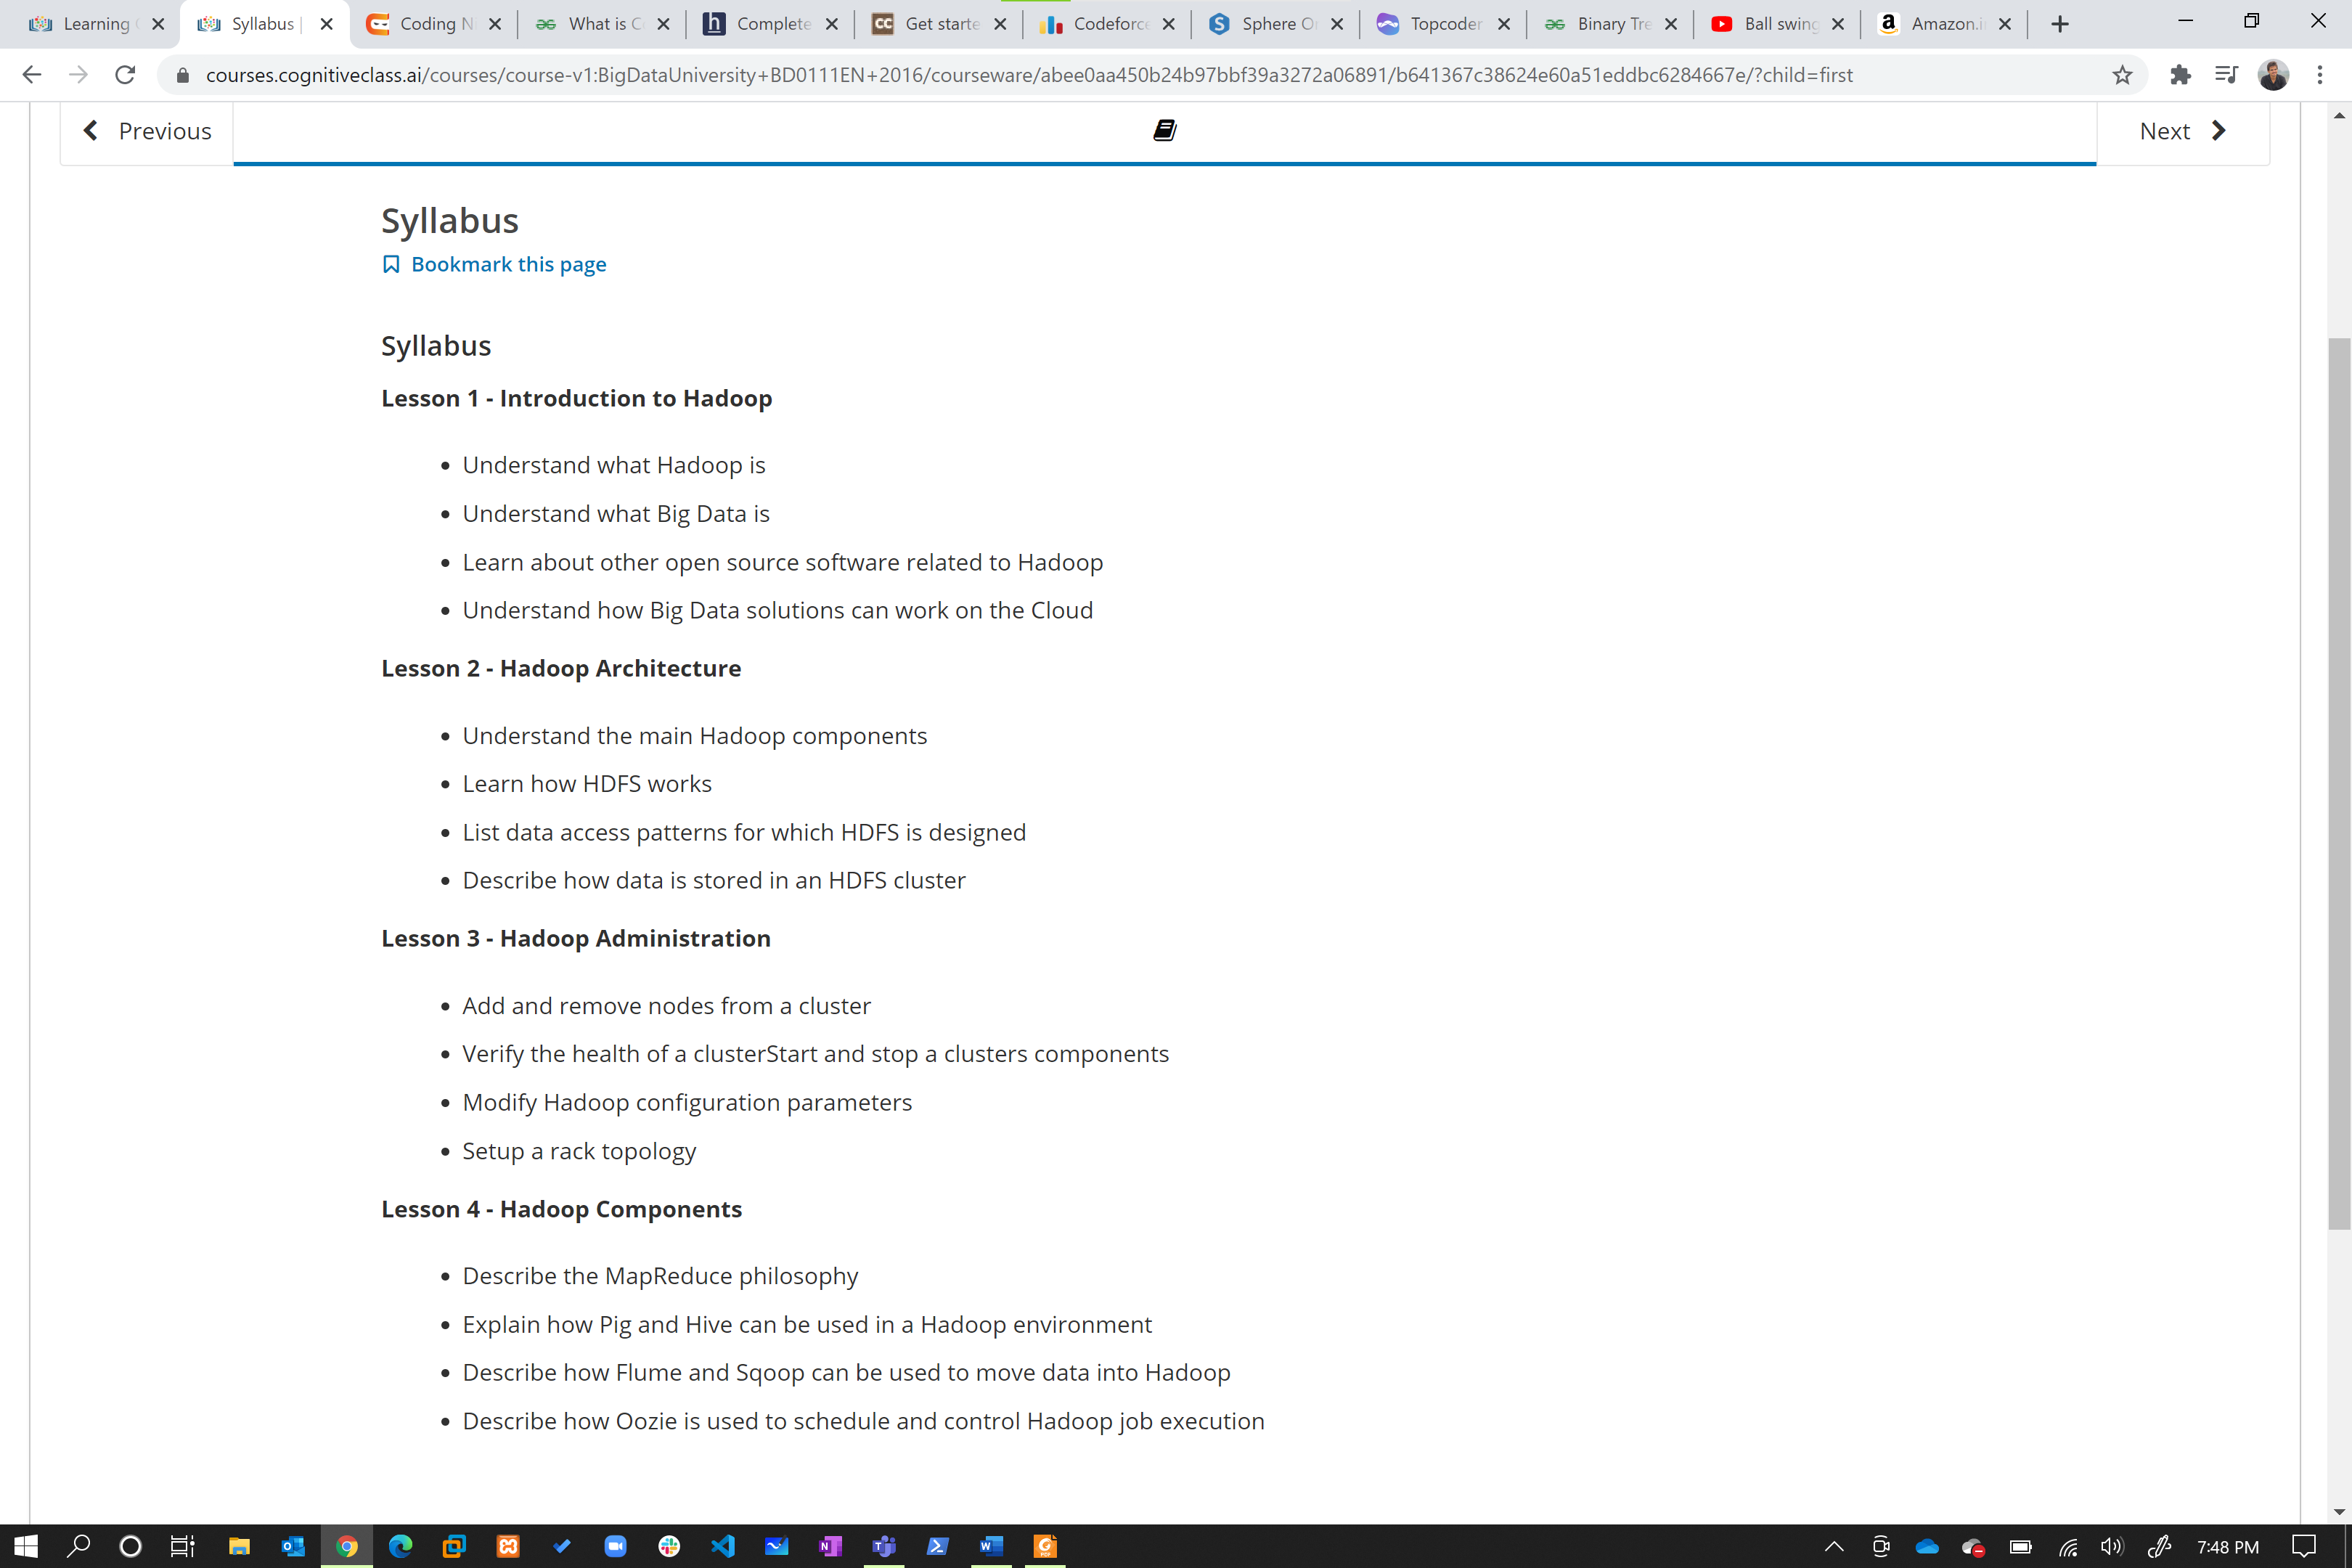 Learning
Syllabus |
Coding N
What is C
Complete
Get starte
Codeforce
Sphere O
Topcoder
Binary Tre
Ball swing
Amazon.i
courses.cognitiveclass.ai/courses/course-v1:BigDataUniversity+BD0111EN+2016/courseware/abee0aa450b24b97bbf39a3272a06891/b641367c38624e60a51eddbc6284667e/?child=first
Previous
Next
Syllabus
Bookmark this page
Syllabus
Lesson 1 - Introduction to Hadoop
• Understand what Hadoop is
• Understand what Big Data is
• Learn about other open source software related to Hadoop
• Understand how Big Data solutions can work on the Cloud
Lesson 2 - Hadoop Architecture
• Understand the main Hadoop components
• Learn how HDFS works
• List data access patterns for which HDFS is designed
• Describe how data is stored in an HDFS cluster
Lesson 3 - Hadoop Administration
• Add and remove nodes from a cluster
• Verify the health of a clusterStart and stop a clusters components
• Modify Hadoop configuration parameters
• Setup a rack topology
Lesson 4 - Hadoop Components
• Describe the MapReduce philosophy
• Explain how Pig and Hive can be used in a Hadoop environment
• Describe how Flume and Sqoop can be used to move data into Hadoop
• Describe how Oozie is used to schedule and control Hadoop job execution
7:48 PM